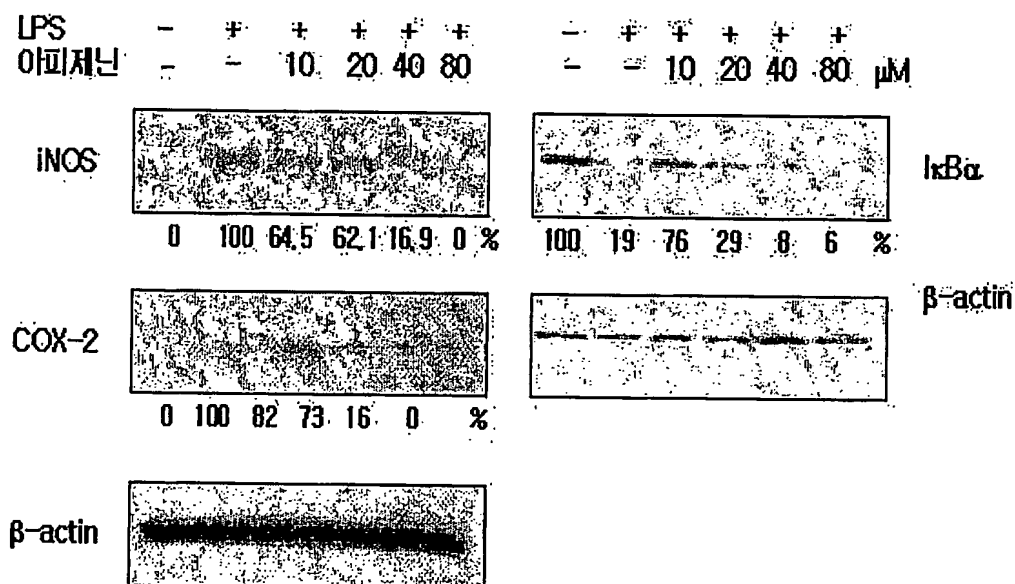 LPS - + + + + + - + + + + +
아피제닌 - - 10 20 40 80 - - 10 20 40 80 μM
iNOS
IκBα
0 100 64.5 62.1 16.9 0 %
100 19 76 29 8 6 %
β-actin
COX-2
0 100 82 73 16 0 %
β-actin